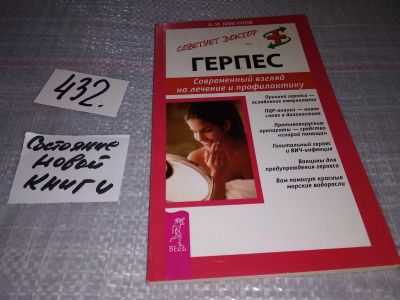 432.
Состояние
новой
книги
А. И. МИГУНОВ
СОВЕТУЕТ ДОКТОР
ГЕРПЕС
Современный взгляд
на лечение и профилактику
Причина герпеса —
ослабление иммунитета
ПЦР-анализ — новое
слово в диагностике
Противовирусные
препараты — средство
«скорой помощи»
Генитальный герпес
и ВИЧ-инфекция
Вакцины для
предупреждения герпеса
Вам помогут красные
морские водоросли
ВЕСЬ